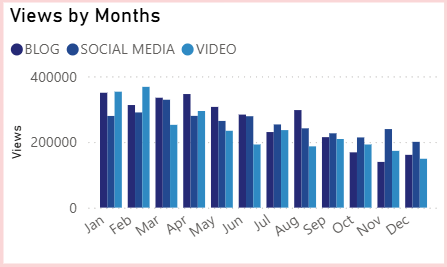 Views by Months
BLOG SOCIAL MEDIA VIDEO
400000
200000
0
Views
Jan Feb Mar Apr May Jun Jul Aug Sep Oct Nov Dec